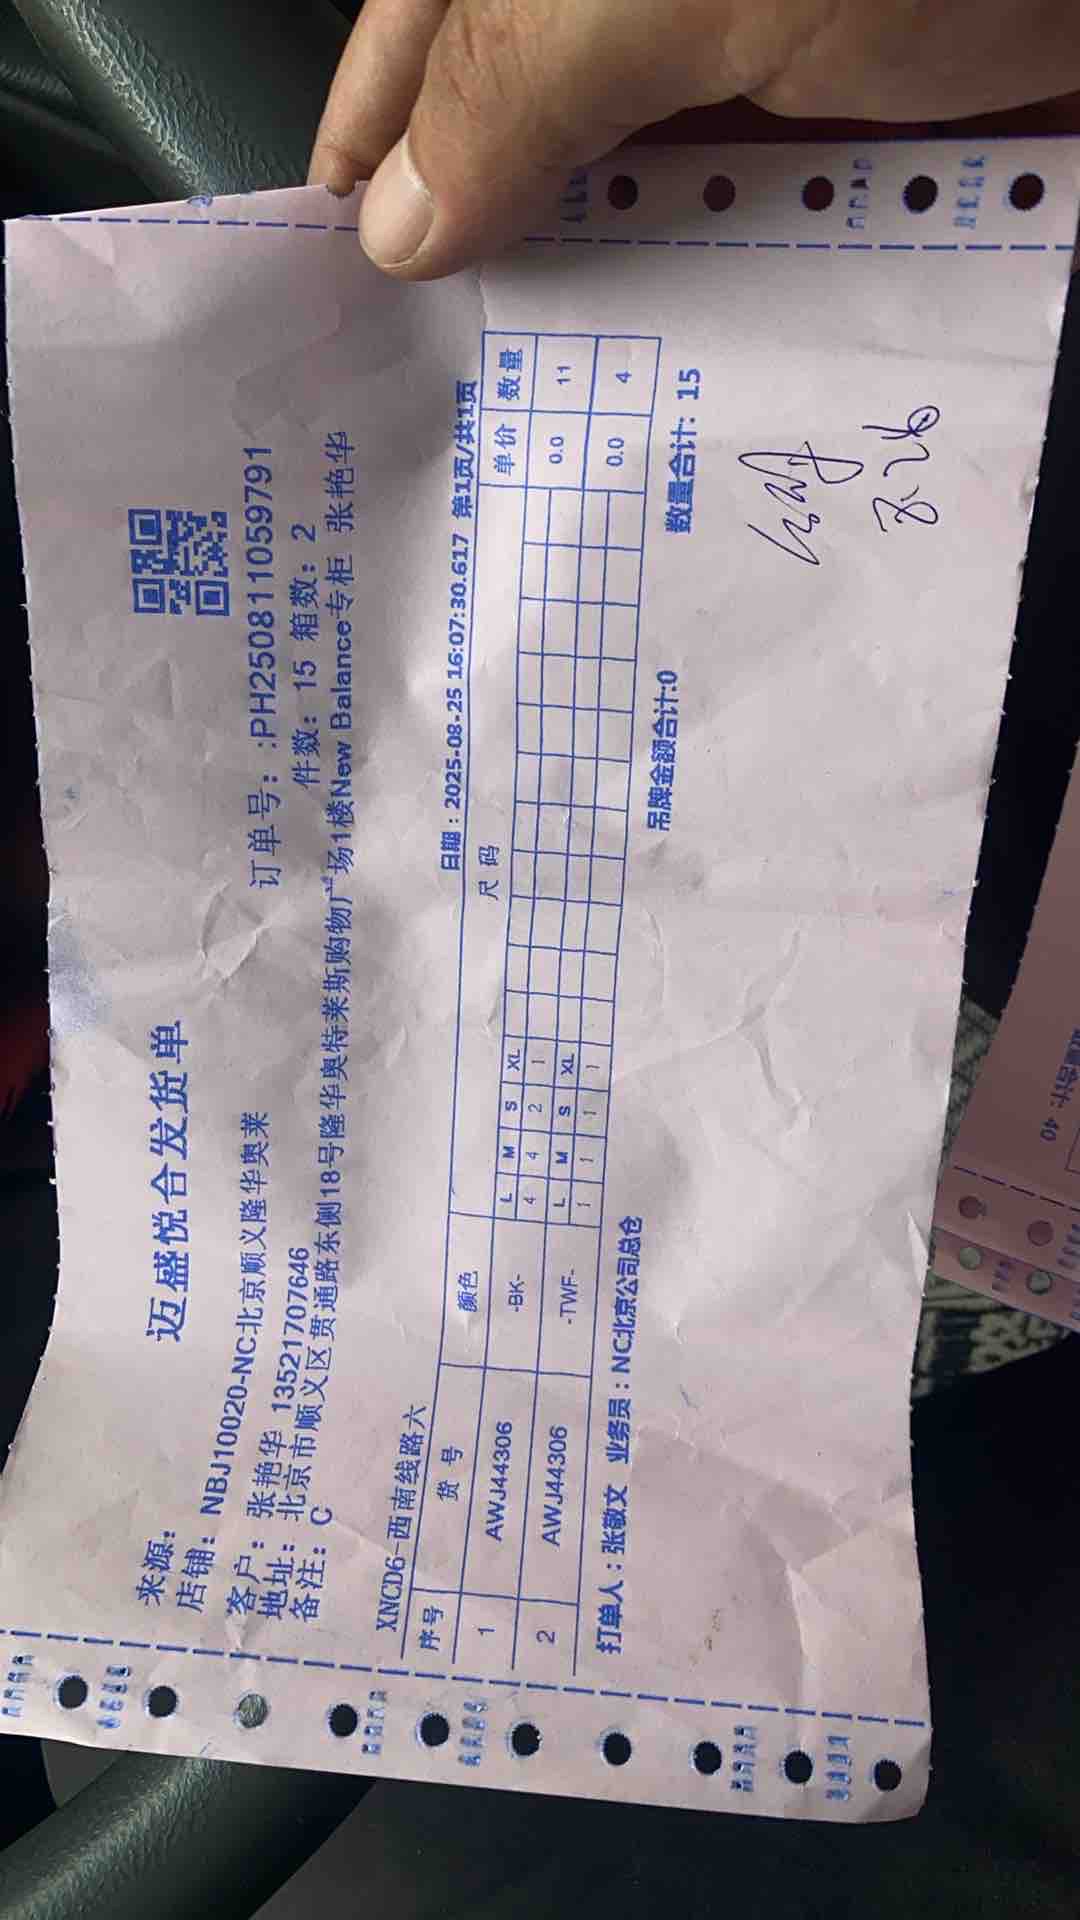 迈盛悦合发货单
来源:
店铺: NBJ10020-NC北京顺义隆华奥莱 订单号: :PH250811059791
客户: 张艳华 13521707646 件数: 15 箱数: 2
地址: 北京市顺义区贯通路东侧18号隆华奥特莱斯购物广场1楼New Balance专柜 张艳华
备注: C
XNCD6-西南线路六 日期:2025-08-25 16:07:30.617 第1页/共1页
序号 货 号 颜色 尺 码 单价 数量
L M S XL
1 AWJ44306 -BK- 4 4 2 1 0.0 11
L M S XL
2 AWJ44306 -TWF- 1 1 1 1 0.0 4
打单人:张敏文 业务员:NC北京公司总仓 吊牌金额合计:0 数量合计: 15
8.26
合计: 40